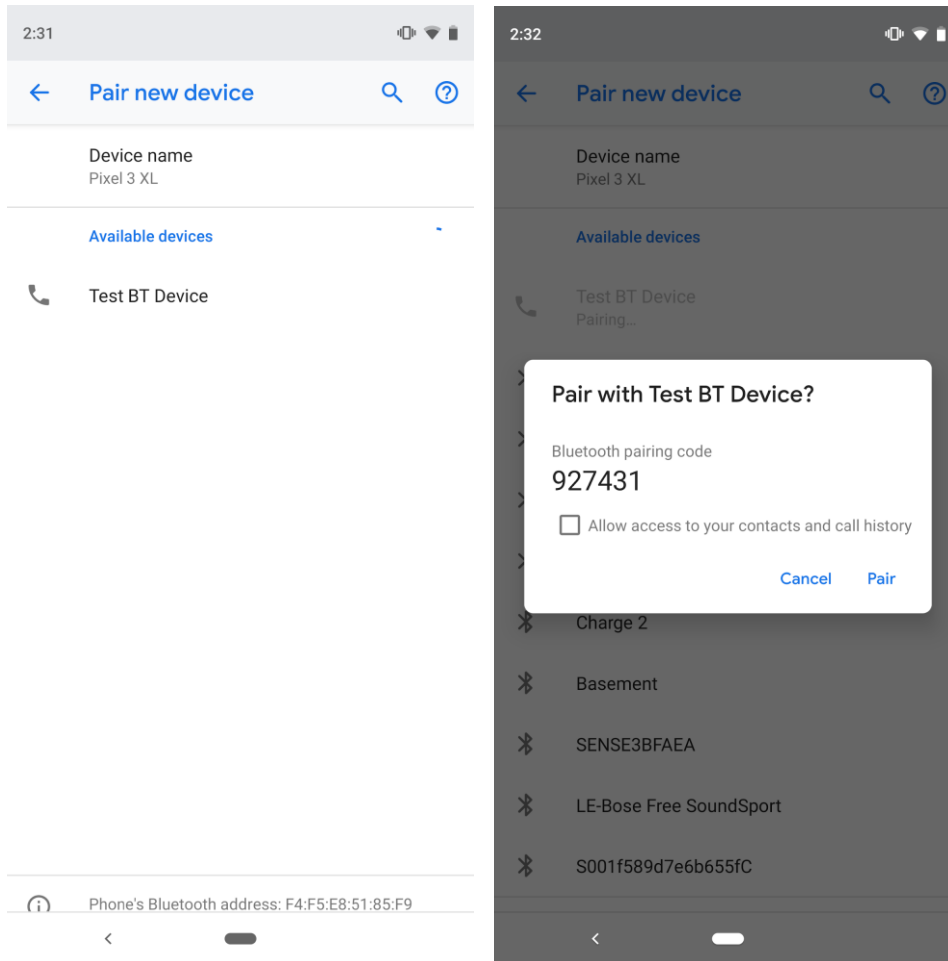 2:31
Pair new device
Device name
Pixel 3 XL
Available devices
Test BT Device
Phone's Bluetooth address: F4:F5:E8:51:85:F9
2:32
Pair new device
Device name
Pixel 3 XL
Available devices
Test BT Device
Pairing...
Pair with Test BT Device?
Bluetooth pairing code
927431
Allow access to your contacts and call history
Cancel Pair
Charge 2
Basement
SENSE3BFAEA
LE-Bose Free SoundSport
S001f589d7e6b655fC